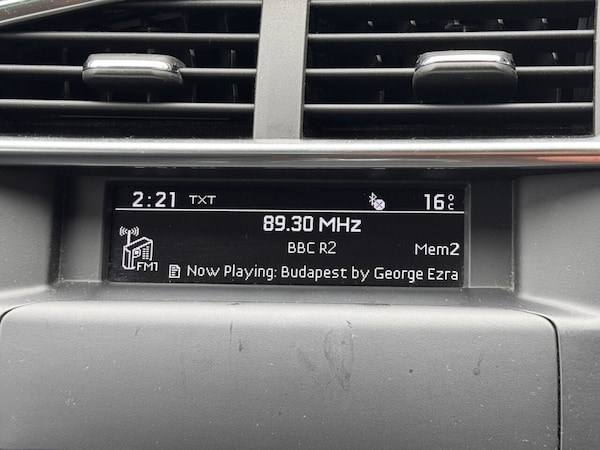 2:21 TXT 16°C
89.30 MHz
BBC R2 Mem2
FM1
Now Playing: Budapest by George Ezra